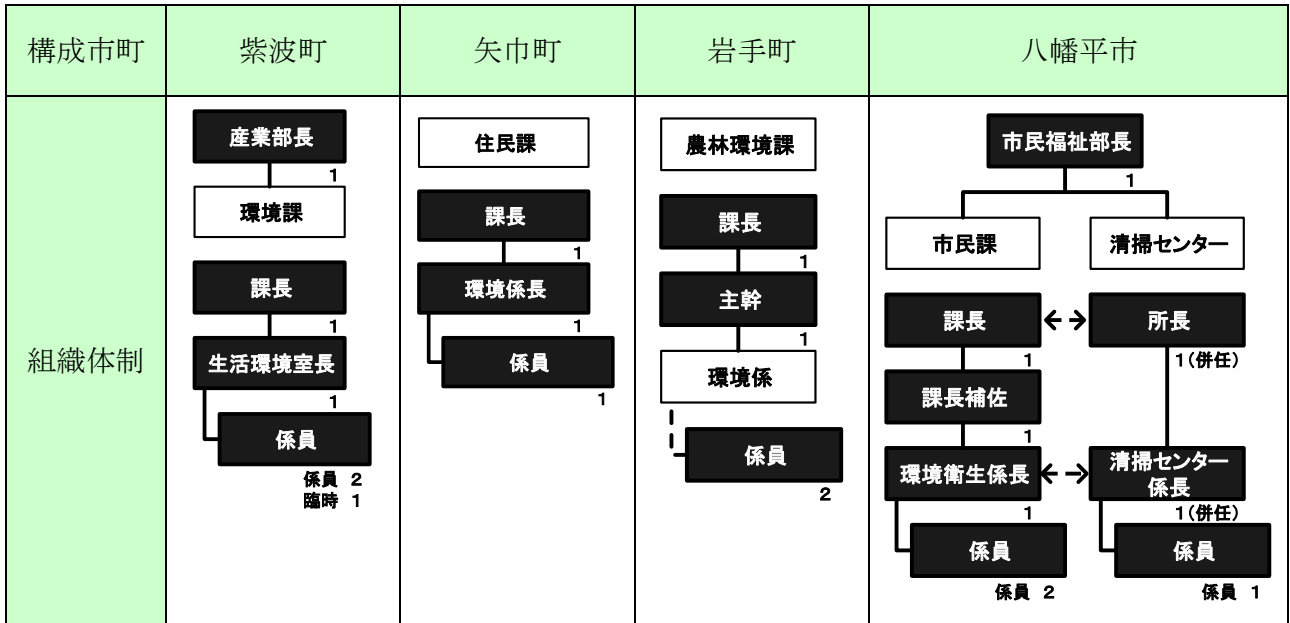 構成市町
紫波町
矢巾町
岩手町
八幡平市
組織体制
産業部長
1
環境課
課長
1
生活環境室長
1
係員
係員 2
臨時 1
住民課
課長
1
環境係長
1
係員
1
農林環境課
課長
1
主幹
1
環境係
係員
2
市民福祉部長
1
市民課
清掃センター
課長
1
所長
1(併任)
課長補佐
1
環境衛生係長
1
清掃センター
係長
1(併任)
係員
係員 2
係員
係員 1